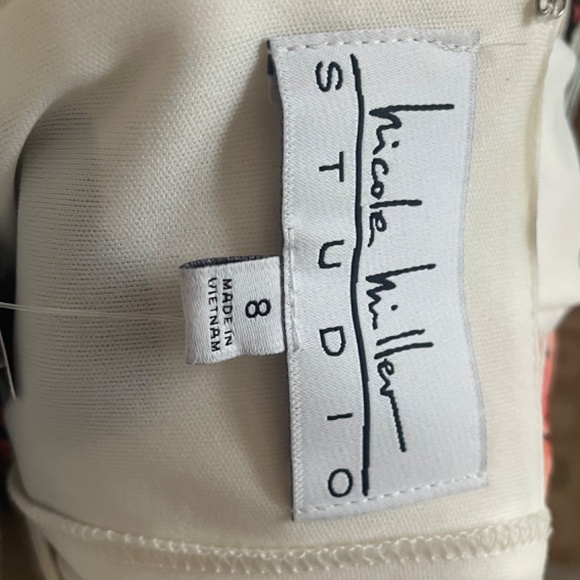 nicole miller
STUDIO
8
MADE IN
VIETNAM